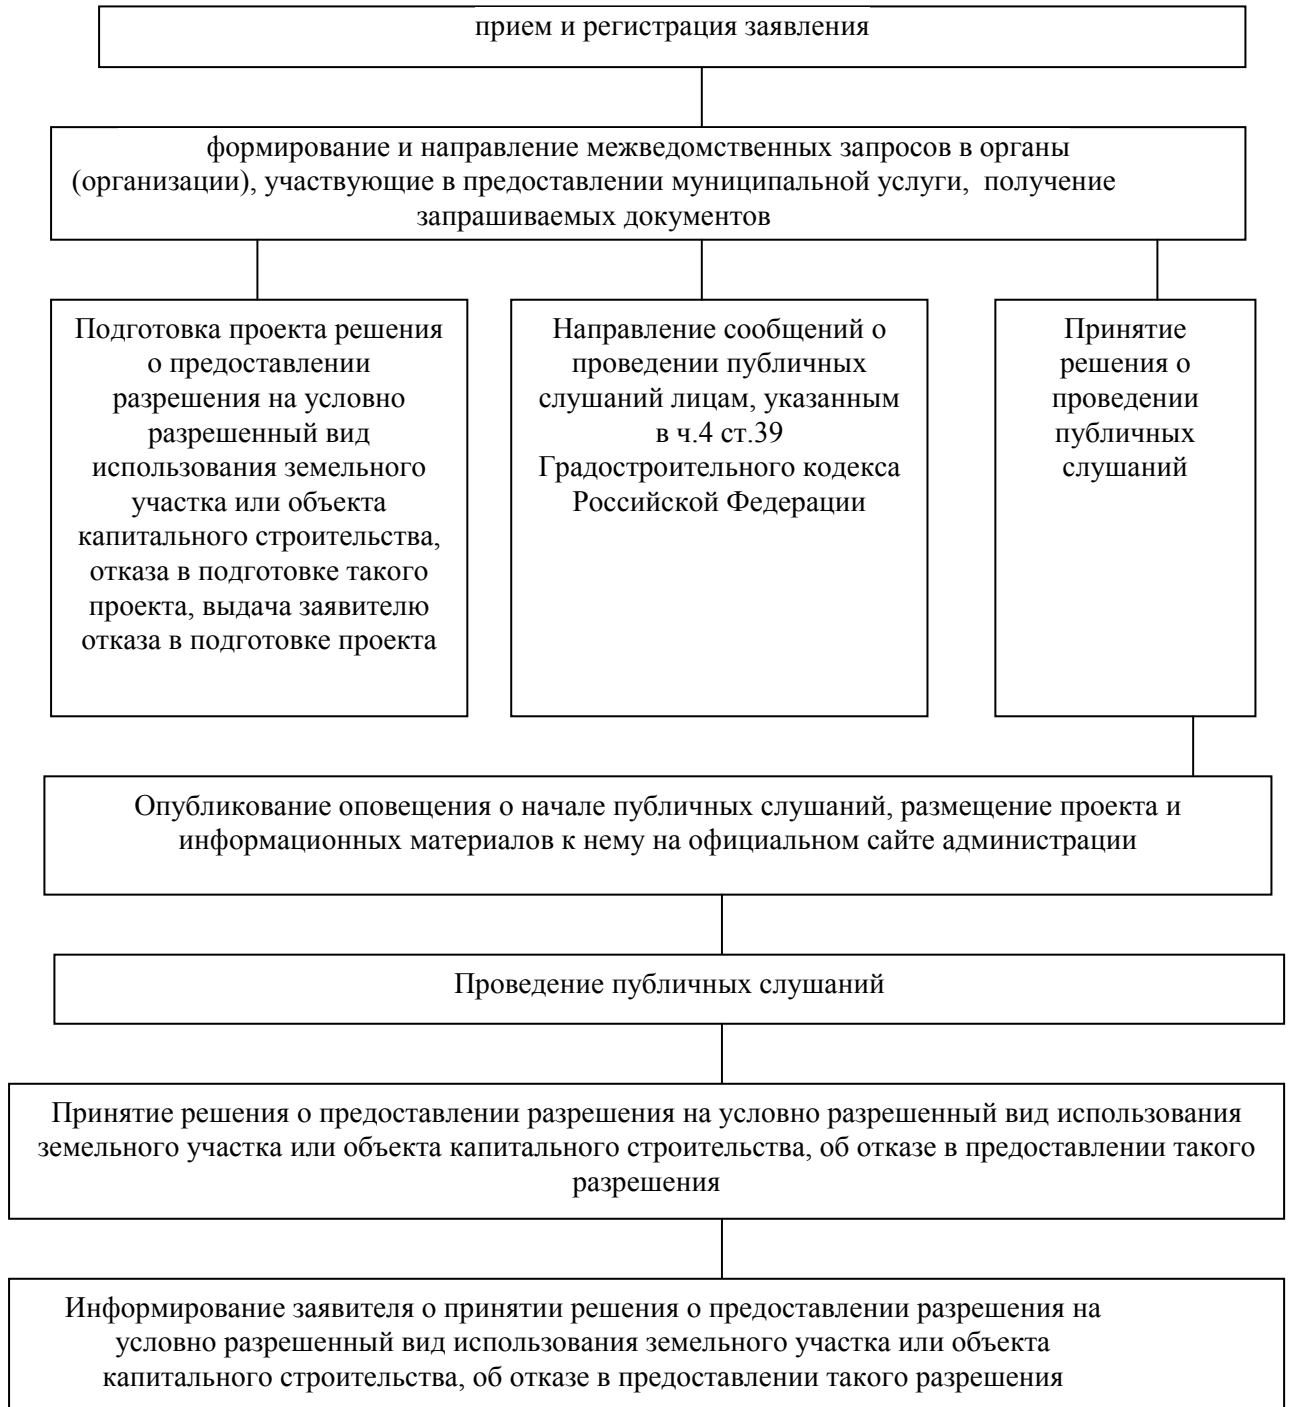 прием и регистрация заявления
формирование и направление межведомственных запросов в органы
(организации), участвующие в предоставлении муниципальной услуги,  получение
запрашиваемых документов
Подготовка проекта решения
о предоставлении
разрешения на условно
разрешенный вид
использования земельного
участка или объекта
капитального строительства,
отказа в подготовке такого
проекта, выдача заявителю
отказа в подготовке проекта
Направление сообщений о
проведении публичных
слушаний лицам, указанным
в ч.4 ст.39
Градостроительного кодекса
Российской Федерации
Принятие
решения о
проведении
публичных
слушаний
Опубликование оповещения о начале публичных слушаний, размещение проекта и
информационных материалов к нему на официальном сайте администрации
Проведение публичных слушаний
Принятие решения о предоставлении разрешения на условно разрешенный вид использования
земельного участка или объекта капитального строительства, об отказе в предоставлении такого
разрешения
Информирование заявителя о принятии решения о предоставлении разрешения на
условно разрешенный вид использования земельного участка или объекта
капитального строительства, об отказе в предоставлении такого разрешения